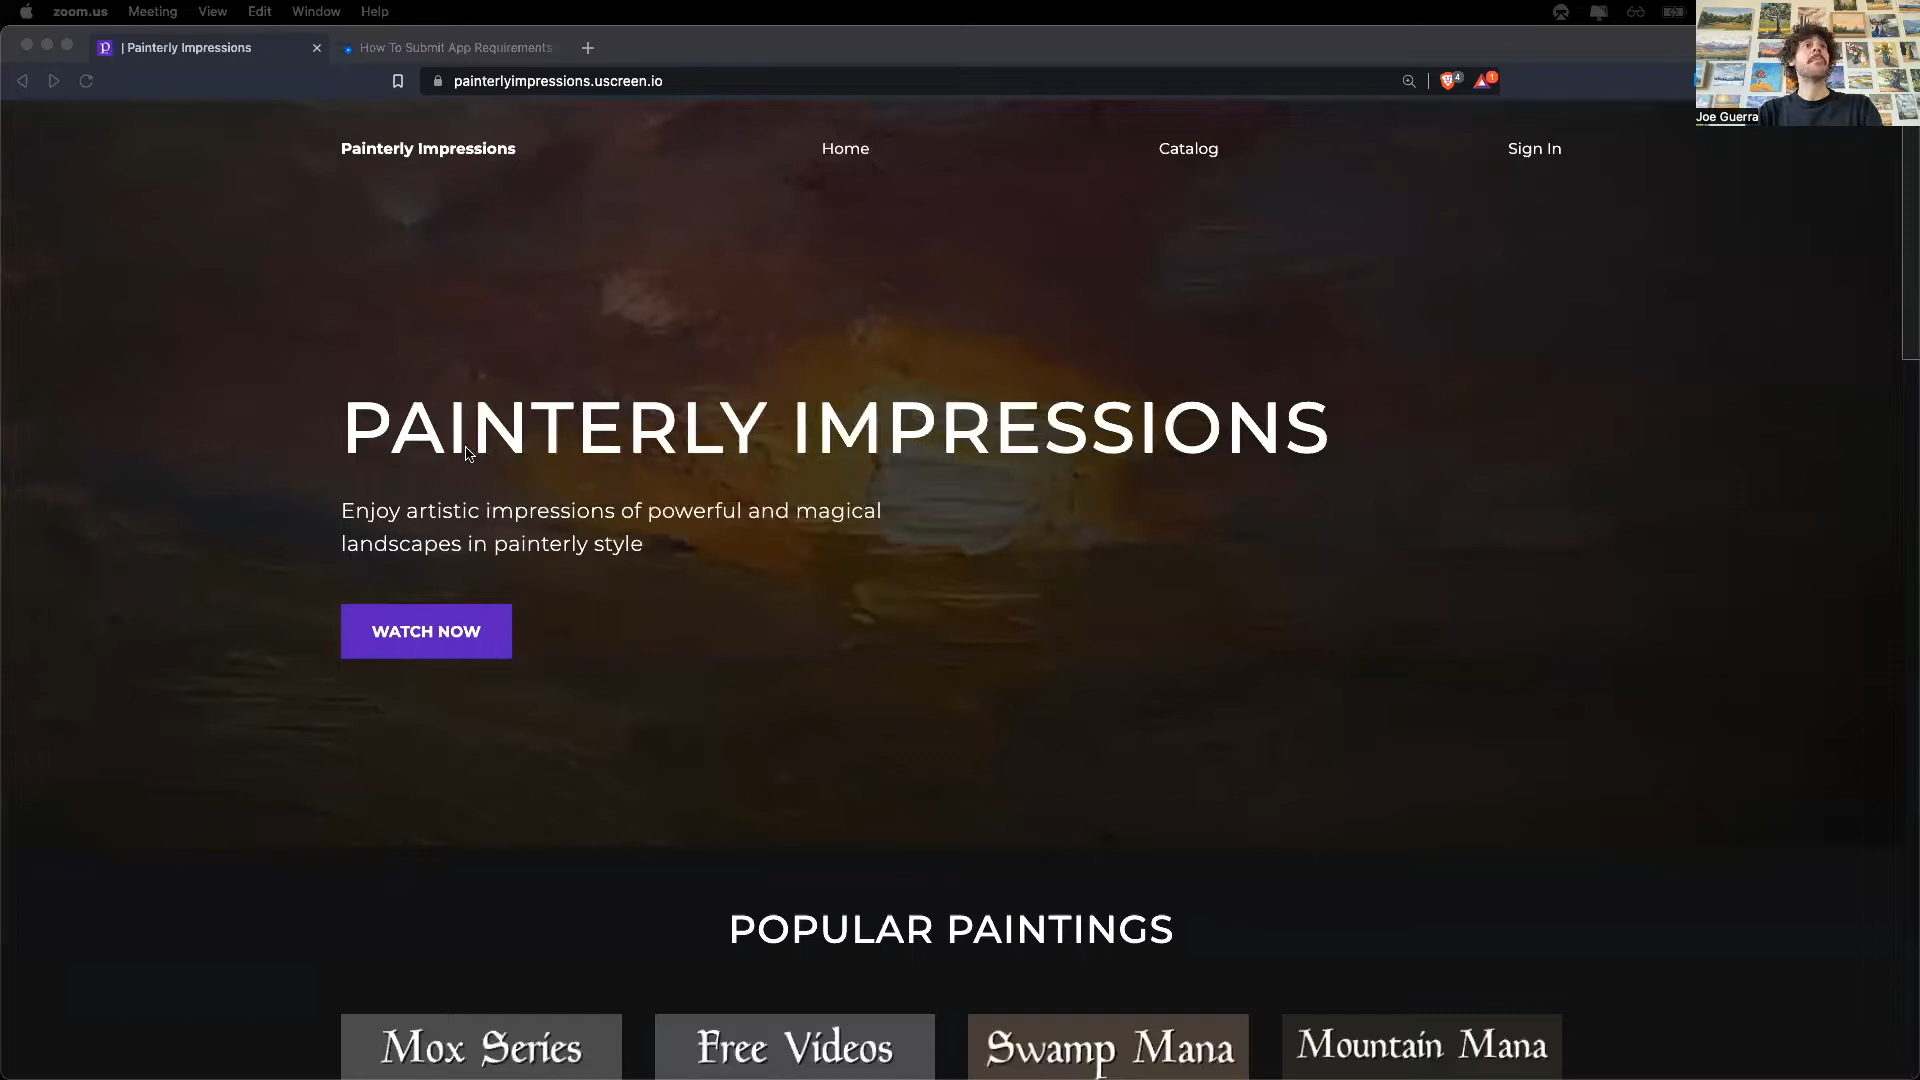 zoom.us Meeting View Edit Window Help
| Painterly Impressions
How To Submit App Requirements
painterlyimpressions.uscreen.io
4
1
Joe Guerra
Painterly Impressions
Home
Catalog
Sign In
PAINTERLY IMPRESSIONS
Enjoy artistic impressions of powerful and magical
landscapes in painterly style
WATCH NOW
POPULAR PAINTINGS
Mox Series
Free Videos
Swamp Mana
Mountain Mana